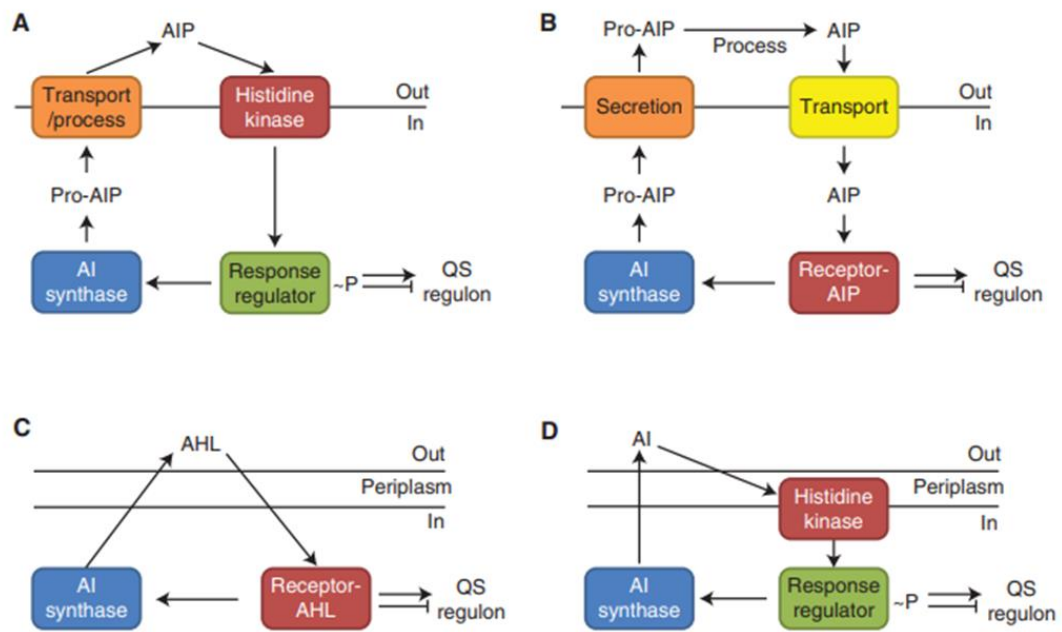 A
AIP
Transport
/process
Histidine
kinase
Out
In
Pro-AIP
AI
synthase
Response
regulator
~P
QS
regulon
B
Pro-AIP
Process
AIP
Secretion
Transport
Out
In
Pro-AIP
AIP
AI
synthase
Receptor-
AIP
QS
regulon
C
AHL
Out
Periplasm
In
AI
synthase
Receptor-
AHL
QS
regulon
D
AI
Out
Periplasm
In
Histidine
kinase
AI
synthase
Response
regulator
~P
QS
regulon